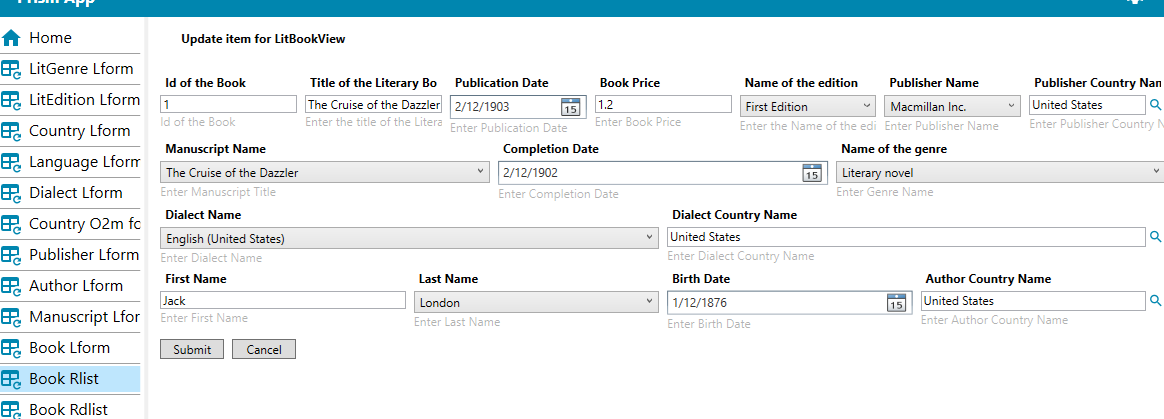 Prism App
Home
LitGenre Lform
LitEdition Lform
Country Lform
Language Lform
Dialect Lform
Country O2m fo
Publisher Lform
Author Lform
Manuscript Lfor
Book Lform
Book Rlist
Book Rdlist
Update item for LitBookView
Id of the Book Title of the Literary Bo Publication Date Book Price Name of the edition Publisher Name Publisher Country Nan
1 The Cruise of the Dazzler 2/12/1903 15 1.2 First Edition Macmillan Inc. United States
Id of the Book Enter the title of the Litera Enter Publication Date Enter Book Price Enter the Name of the edi Enter Publisher Name Enter Publisher Country N
Manuscript Name Completion Date Name of the genre
The Cruise of the Dazzler 2/12/1902 15 Literary novel
Enter Manuscript Title Enter Completion Date Enter Genre Name
Dialect Name Dialect Country Name
English (United States) United States
Enter Dialect Name Enter Dialect Country Name
First Name Last Name Birth Date Author Country Name
Jack London 1/12/1876 15 United States
Enter First Name Enter Last Name Enter Birth Date Enter Author Country Name
Submit Cancel